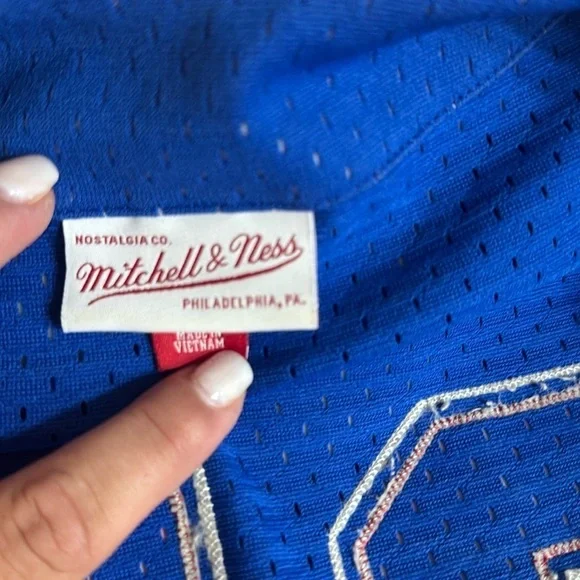 NOSTALGIA CO.
Mitchell & Ness
PHILADELPHIA, PA.
MADE IN
VIETNAM